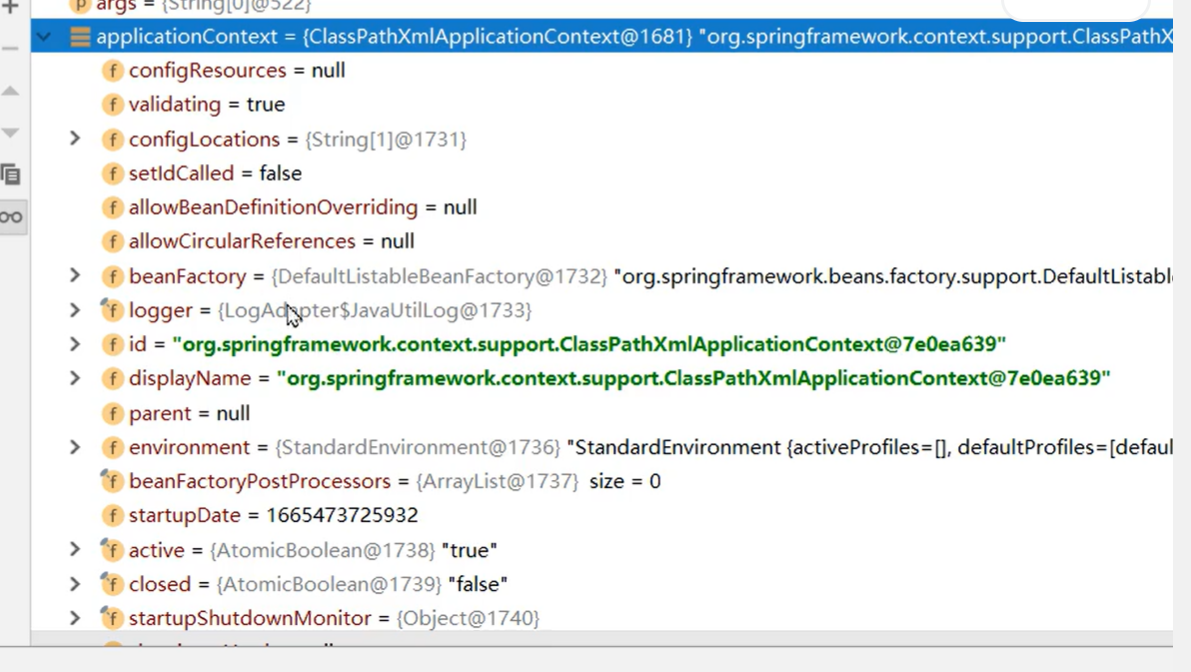 args = {String[0]@522}
applicationContext = {ClassPathXmlApplicationContext@1681} "org.springframework.context.support.ClassPathX
f configResources = null
f validating = true
f configLocations = {String[1]@1731}
f setIdCalled = false
f allowBeanDefinitionOverriding = null
f allowCircularReferences = null
f beanFactory = {DefaultListableBeanFactory@1732} "org.springframework.beans.factory.support.DefaultListabl
f logger = {LogAdapter$JavaUtilLog@1733}
f id = "org.springframework.context.support.ClassPathXmlApplicationContext@7e0ea639"
f displayName = "org.springframework.context.support.ClassPathXmlApplicationContext@7e0ea639"
f parent = null
f environment = {StandardEnvironment@1736} "StandardEnvironment {activeProfiles=[], defaultProfiles=[defaul
f beanFactoryPostProcessors = {ArrayList@1737} size = 0
f startupDate = 1665473725932
f active = {AtomicBoolean@1738} "true"
f closed = {AtomicBoolean@1739} "false"
f startupShutdownMonitor = {Object@1740}